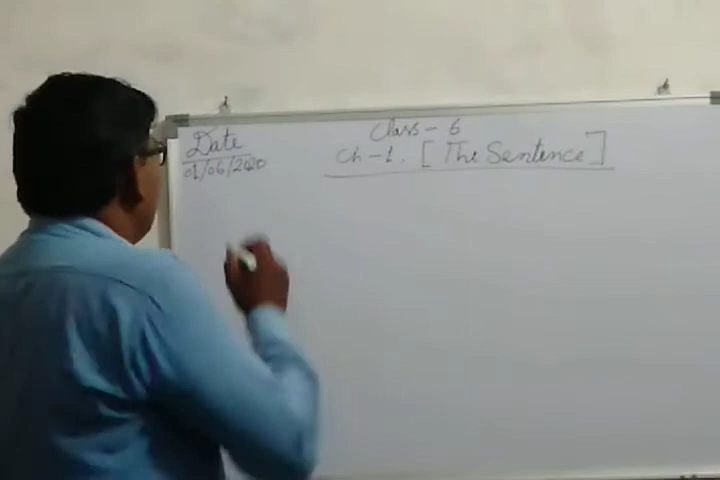 Date
01/06/2020
Class - 6
Ch - 1. [The Sentence]